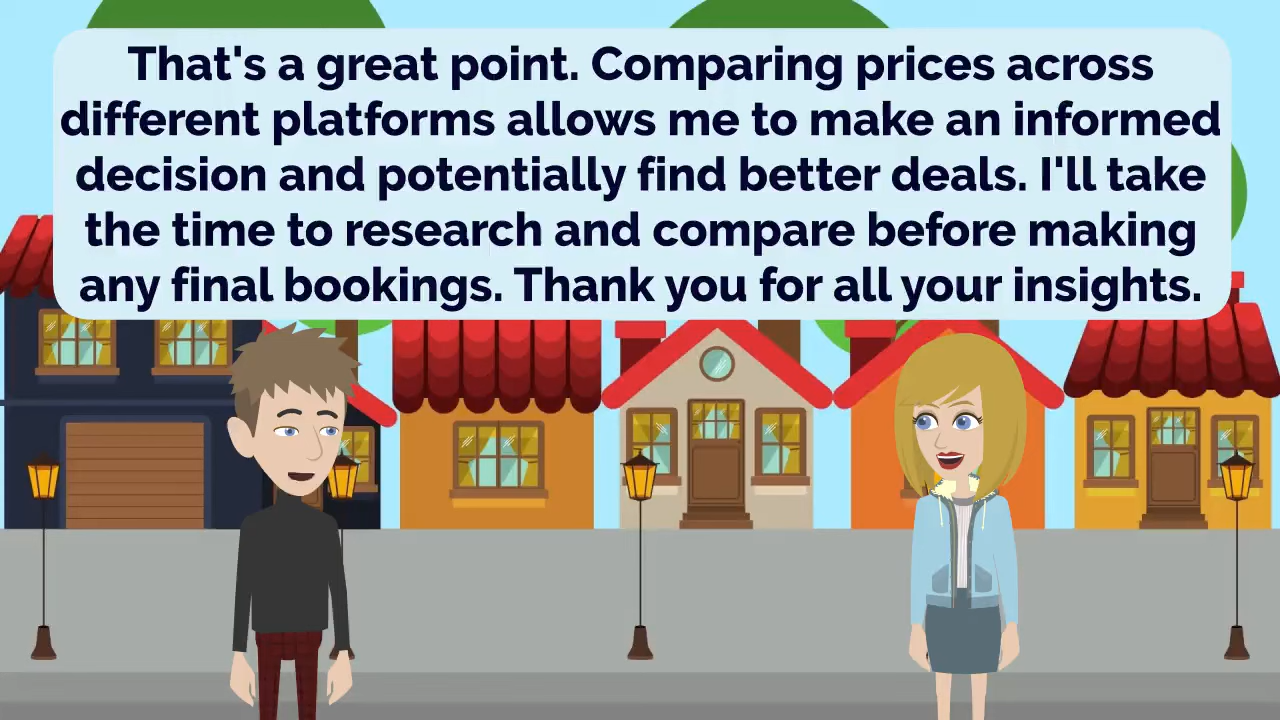 That's a great point. Comparing prices across
different platforms allows me to make an informed
decision and potentially find better deals. I'll take
the time to research and compare before making
any final bookings. Thank you for all your insights.